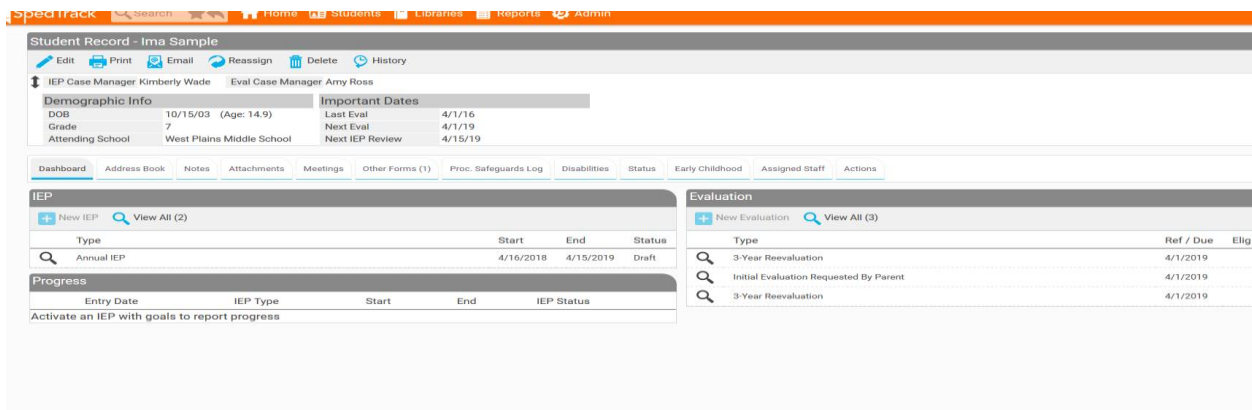 SpedTrack Search Home Students Libraries Reports Admin
Student Record - Ima Sample
Edit Print Email Reassign Delete History
IEP Case Manager Kimberly Wade Eval Case Manager Amy Ross
Demographic Info Important Dates
DOB 10/15/03 (Age: 14.9) Last Eval 4/1/16
Grade 7 Next Eval 4/1/19
Attending School West Plains Middle School Next IEP Review 4/15/19
Dashboard Address Book Notes Attachments Meetings Other Forms (1) Proc. Safeguards Log Disabilities Status Early Childhood Assigned Staff Actions
IEP
New IEP View All (2)
Type Start End Status
Annual IEP 4/16/2018 4/15/2019 Draft
Progress
Entry Date IEP Type Start End IEP Status
Activate an IEP with goals to report progress
Evaluation
New Evaluation View All (3)
Type Ref / Due Elig
3-Year Reevaluation 4/1/2019
Initial Evaluation Requested By Parent 4/1/2019
3-Year Reevaluation 4/1/2019